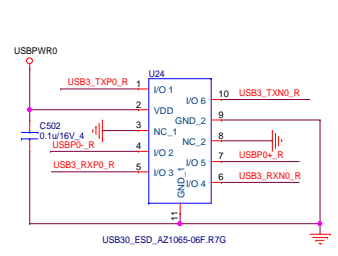 USBPWR0
U24
USB3_TXP0_R
1
I/O 1
I/O 6
10
USB3_TXN0_R
2
VDD
GND_2
9
C502
0.1u/16V_4
3
NC_1
NC_2
8
USBP0-_R
4
I/O 2
I/O 5
7
USBP0+_R
USB3_RXP0_R
5
I/O 3
I/O 4
6
USB3_RXN0_R
GND_1
11
USB30_ESD_AZ1065-06F.R7G